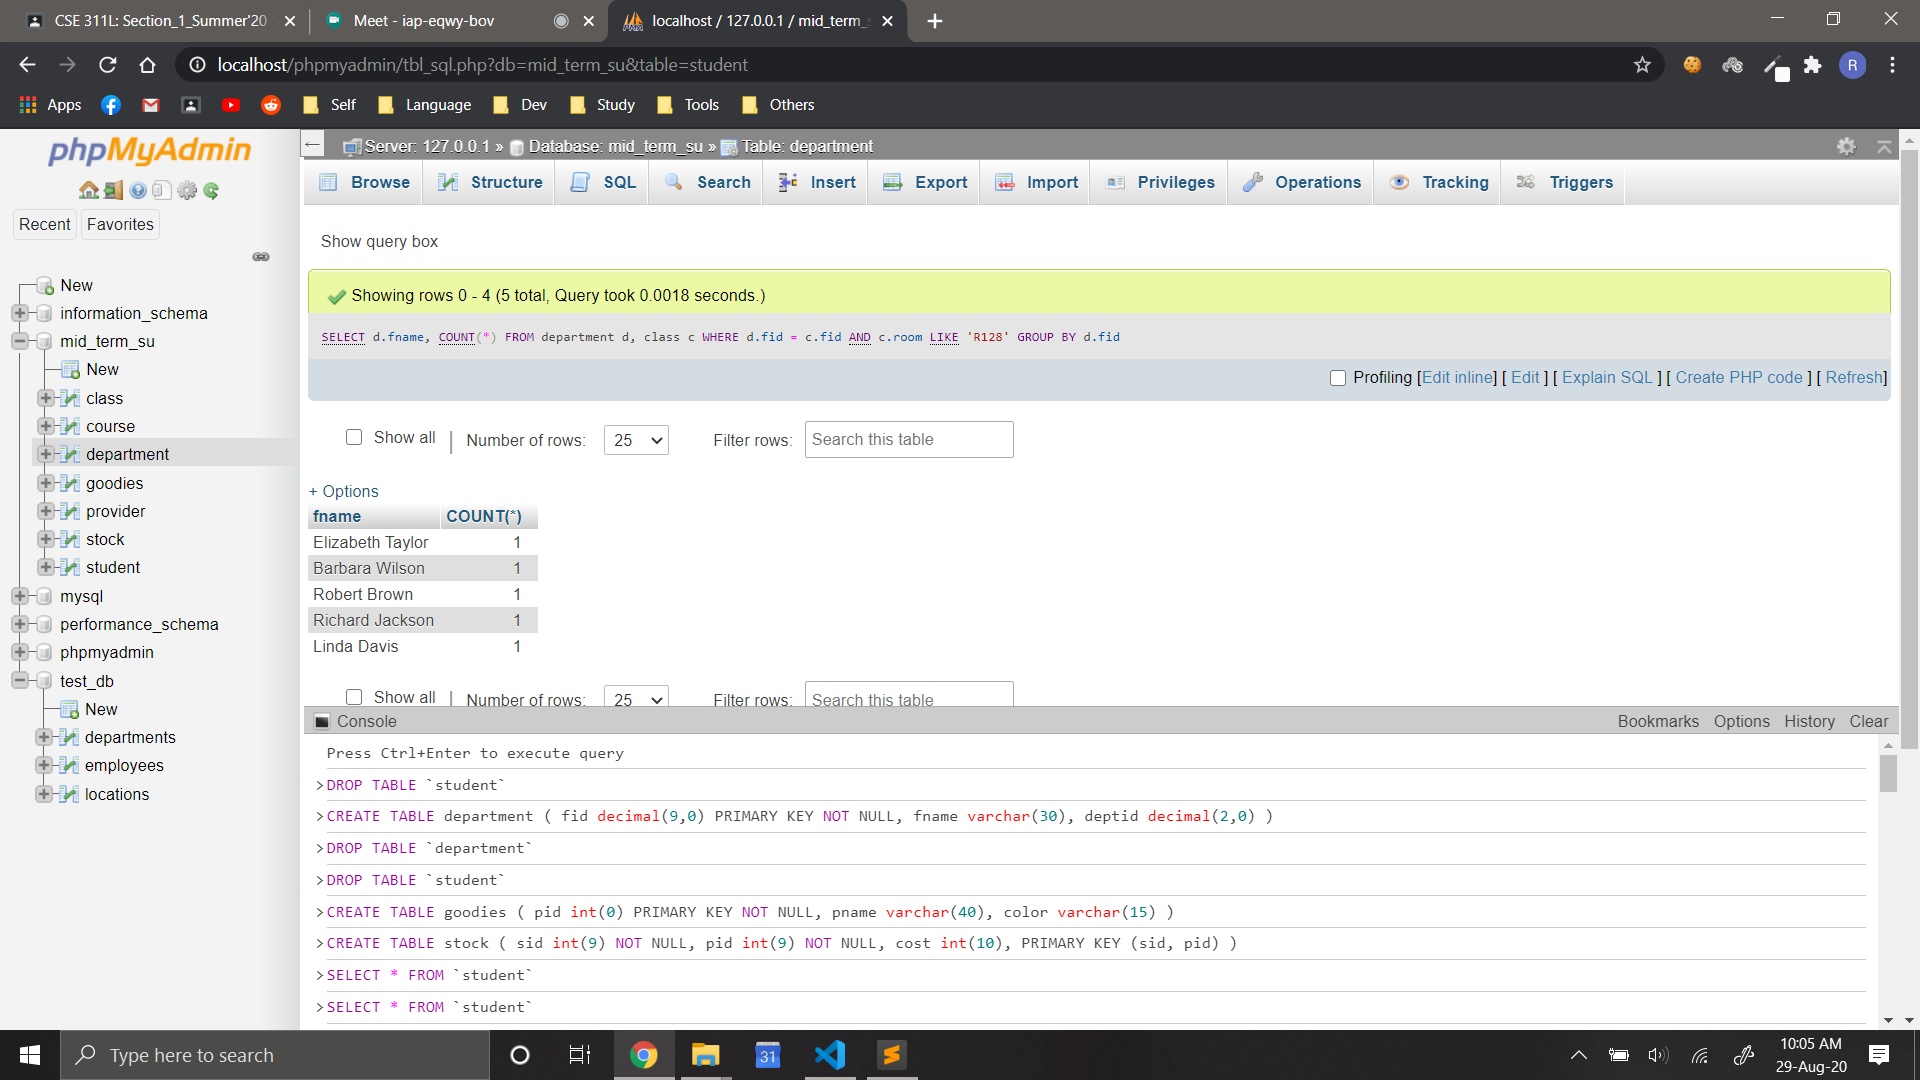 CSE 311L: Section_1_Summer'20
Meet - iap-eqwy-bov
localhost / 127.0.0.1 / mid_term_s
localhost/phpmyadmin/tbl_sql.php?db=mid_term_su&table=student
R
Apps
Self
Language
Dev
Study
Tools
Others
phpMyAdmin
Recent
Favorites
New
information_schema
mid_term_su
New
class
course
department
goodies
provider
stock
student
mysql
performance_schema
phpmyadmin
test_db
New
departments
employees
locations
Server: 127.0.0.1 » Database: mid_term_su » Table: department
Browse
Structure
SQL
Search
Insert
Export
Import
Privileges
Operations
Tracking
Triggers
Show query box
Showing rows 0 - 4 (5 total, Query took 0.0018 seconds.)
SELECT d.fname, COUNT(*) FROM department d, class c WHERE d.fid = c.fid AND c.room LIKE 'R128' GROUP BY d.fid
Profiling [Edit inline] [ Edit ] [ Explain SQL ] [ Create PHP code ] [ Refresh]
Show all | Number of rows: 25 Filter rows: Search this table
+ Options
fname COUNT(*)
Elizabeth Taylor 1
Barbara Wilson 1
Robert Brown 1
Richard Jackson 1
Linda Davis 1
Show all | Number of rows: 25 Filter rows: Search this table
Console
Bookmarks Options History Clear
Press Ctrl+Enter to execute query
>DROP TABLE `student`
>CREATE TABLE department ( fid decimal(9,0) PRIMARY KEY NOT NULL, fname varchar(30), deptid decimal(2,0) )
>DROP TABLE `department`
>DROP TABLE `student`
>CREATE TABLE goodies ( pid int(0) PRIMARY KEY NOT NULL, pname varchar(40), color varchar(15) )
>CREATE TABLE stock ( sid int(9) NOT NULL, pid int(9) NOT NULL, cost int(10), PRIMARY KEY (sid, pid) )
>SELECT * FROM `student`
>SELECT * FROM `student`
Type here to search
31
10:05 AM
29-Aug-20